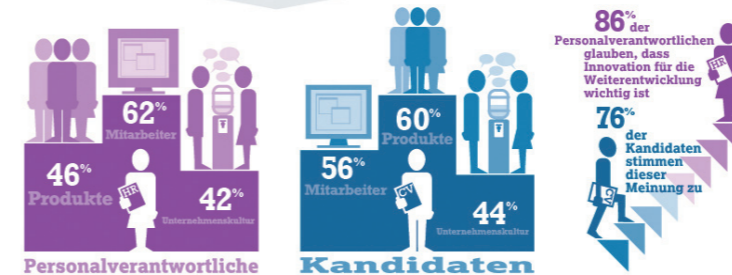 62%
Mitarbeiter
46%
Produkte
HR
42%
Unternehmenskultur
Personalverantwortliche
60%
Produkte
56%
Mitarbeiter
CV
44%
Unternehmenskultur
Kandidaten
86% der
Personalverantwortlichen
glauben, dass
Innovation für die
Weiterentwicklung
wichtig ist
HR
76%
der
Kandidaten
stimmen
dieser
Meinung zu
CV